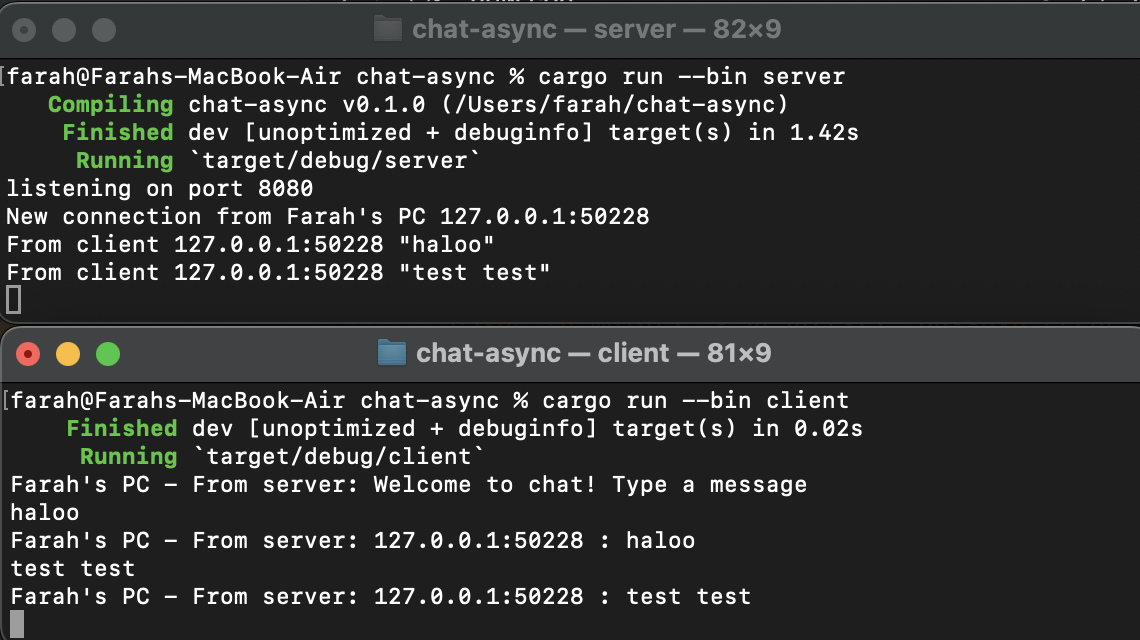 chat-async — server — 82×9
farah@Farahs-MacBook-Air chat-async % cargo run --bin server
Compiling chat-async v0.1.0 (/Users/farah/chat-async)
Finished dev [unoptimized + debuginfo] target(s) in 1.42s
Running `target/debug/server`
listening on port 8080
New connection from Farah's PC 127.0.0.1:50228
From client 127.0.0.1:50228 "haloo"
From client 127.0.0.1:50228 "test test"
chat-async — client — 81×9
farah@Farahs-MacBook-Air chat-async % cargo run --bin client
Finished dev [unoptimized + debuginfo] target(s) in 0.02s
Running `target/debug/client`
Farah's PC - From server: Welcome to chat! Type a message
haloo
Farah's PC - From server: 127.0.0.1:50228 : haloo
test test
Farah's PC - From server: 127.0.0.1:50228 : test test